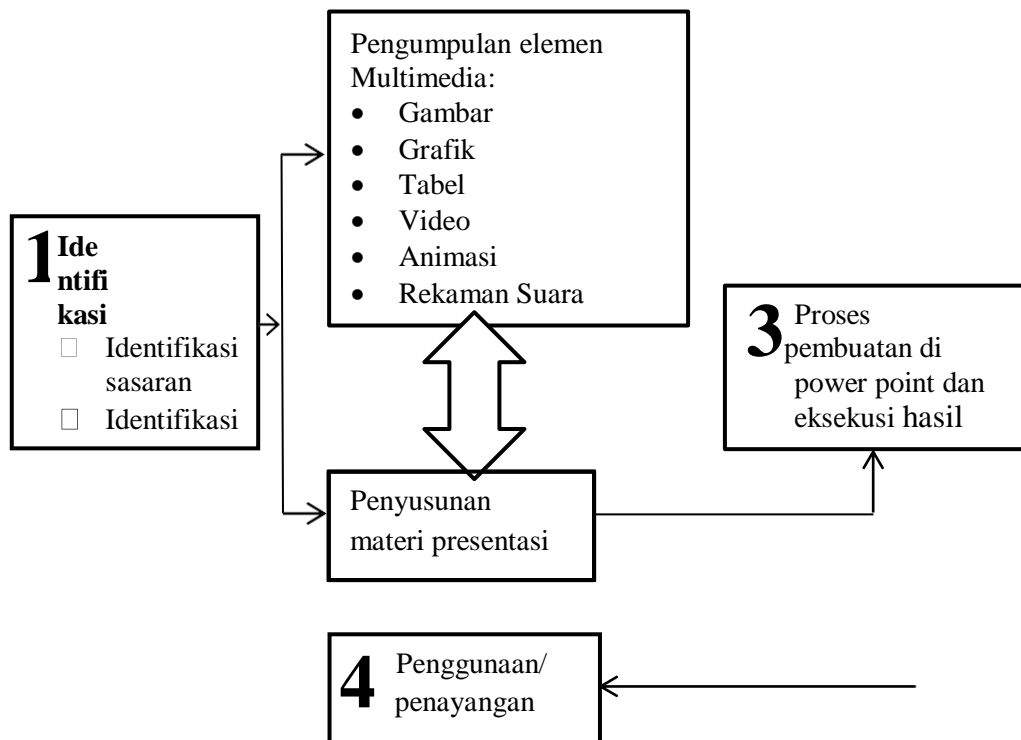 Pengumpulan elemen
Multimedia:
• Gambar
• Grafik
• Tabel
• Video
• Animasi
• Rekaman Suara
1 Ide
ntifi
kasi
Identifikasi
sasaran
Identifikasi
3 Proses
pembuatan di
power point dan
eksekusi hasil
Penyusunan
materi presentasi
4 Penggunaan/
penayangan